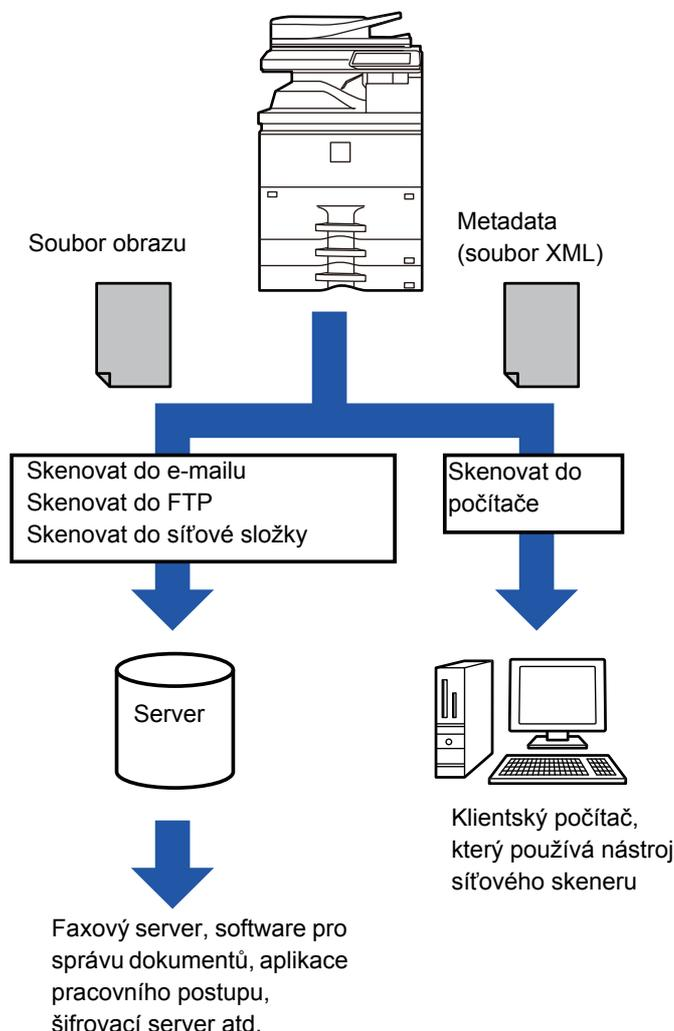 Soubor obrazu
Metadata
(soubor XML)
Skenovat do e-mailu
Skenovat do FTP
Skenovat do síťové složky
Skenovat do
počítače
Server
Klientský počítač,
který používá nástroj
síťového skeneru
Faxový server, software pro
správu dokumentů, aplikace
pracovního postupu,
šifrovací server atd.